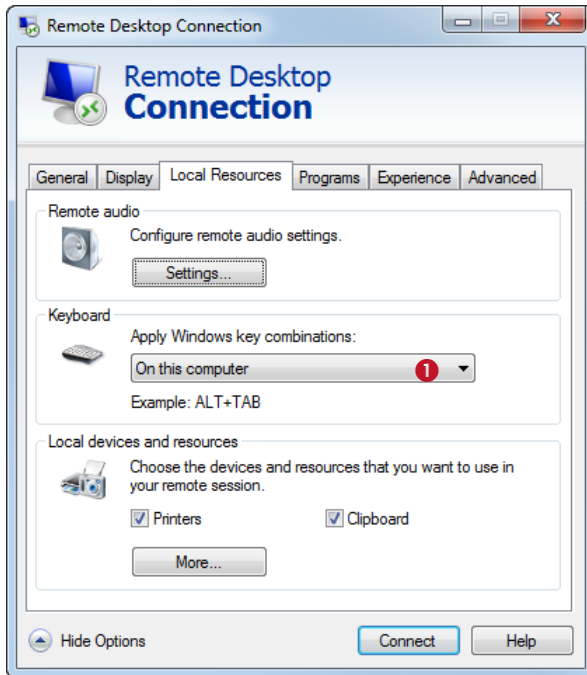 Remote Desktop Connection
Remote Desktop
Connection
General Display Local Resources Programs Experience Advanced
Remote audio
Configure remote audio settings.
Settings...
Keyboard
Apply Windows key combinations:
On this computer 1
Example: ALT+TAB
Local devices and resources
Choose the devices and resources that you want to use in
your remote session.
Printers Clipboard
More...
Hide Options Connect Help